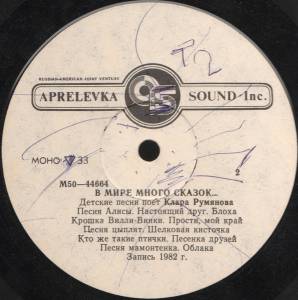 T2
RUSSIAN-AMERICAN JOINT VENTURE
APRELEVKA SOUND Inc.
МОНО 33
М50—44664
2
В МИРЕ МНОГО СКАЗОК...
Детские песни поет Клара Румянова
Песня Алисы. Настоящий друг. Блоха
Крошка Вилли-Винки. Прости, мой край
Песня цыплят. Шелковая кисточка
Кто же такие птички. Песенка друзей
Песня мамонтенка. Облака
Запись 1982 г.